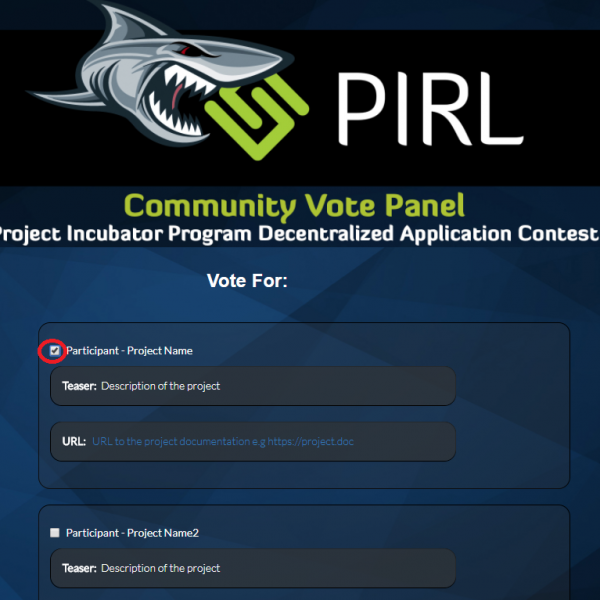 PIRL
Community Vote Panel
Project Incubator Program Decentralized Application Contest
Vote For:
Participant - Project Name
Teaser: Description of the project
URL: URL to the project documentation e.g https://project.doc
Participant - Project Name2
Teaser: Description of the project